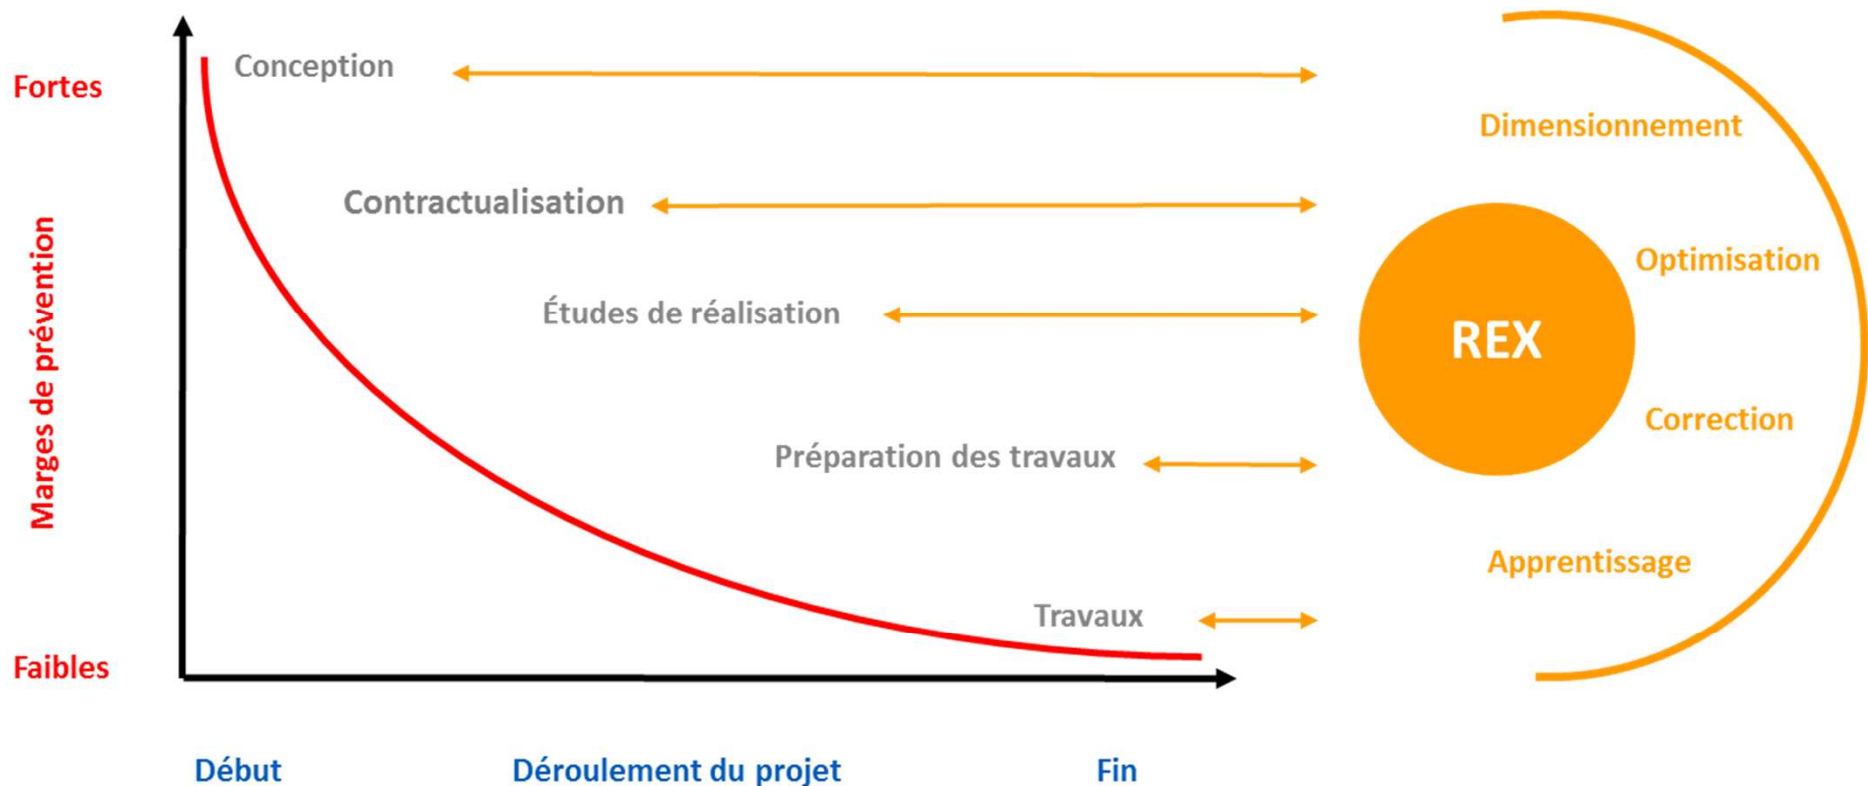 Fortes
Conception
Dimensionnement
Contractualisation
Marges de prévention
Optimisation
Études de réalisation
REX
Correction
Préparation des travaux
Apprentissage
Travaux
Faibles
Début
Déroulement du projet
Fin